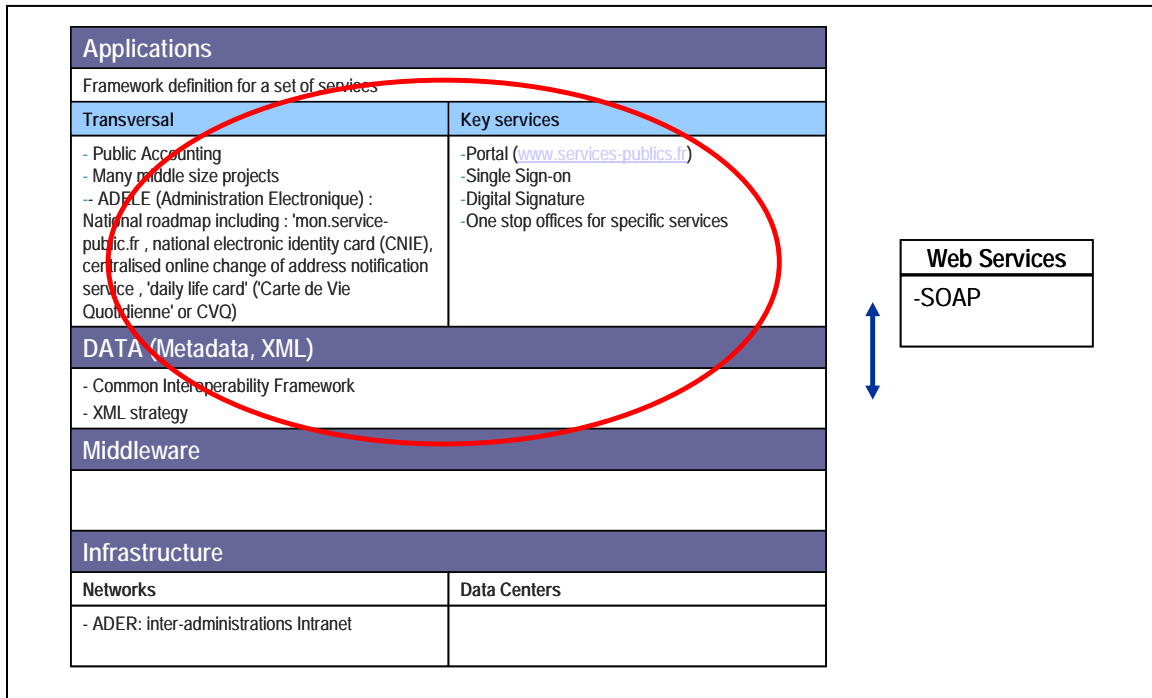 Applications
Framework definition for a set of services
Transversal
Key services
- Public Accounting
- Many middle size projects
-- ADELE (Administration Electronique) :
National roadmap including : 'mon.service-
public.fr , national electronic identity card (CNIE),
centralised online change of address notification
service , 'daily life card' ('Carte de Vie
Quotidienne' or CVQ)
-Portal (www.services-publics.fr)
-Single Sign-on
-Digital Signature
-One stop offices for specific services
Web Services
-SOAP
DATA (Metadata, XML)
- Common Interoperability Framework
- XML strategy
Middleware
Infrastructure
Networks
Data Centers
- ADER: inter-administrations Intranet